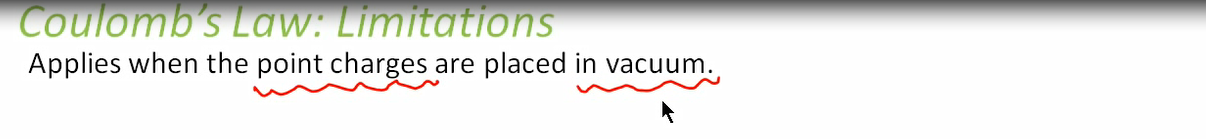 Coulomb's Law: Limitations
Applies when the point charges are placed in vacuum.